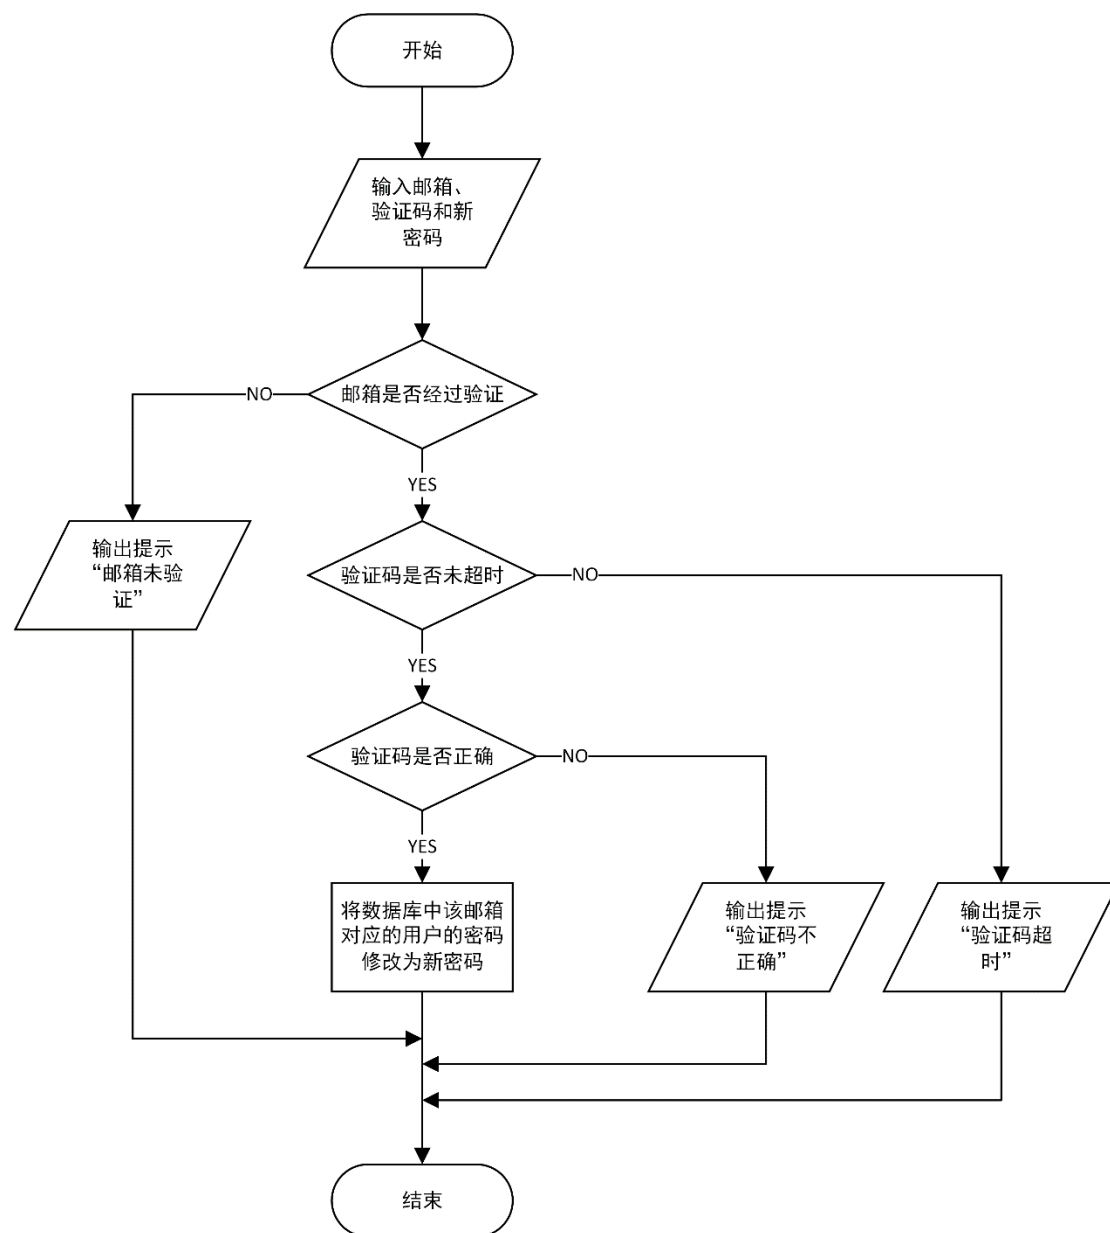 开始
输入邮箱、
验证码和新
密码
邮箱是否经过验证
NO
YES
输出提示
“邮箱未验
证”
验证码是否未超时
NO
YES
验证码是否正确
NO
YES
将数据库中该邮箱
对应的用户的密码
修改为新密码
输出提示
“验证码不
正确”
输出提示
“验证码超
时”
结束